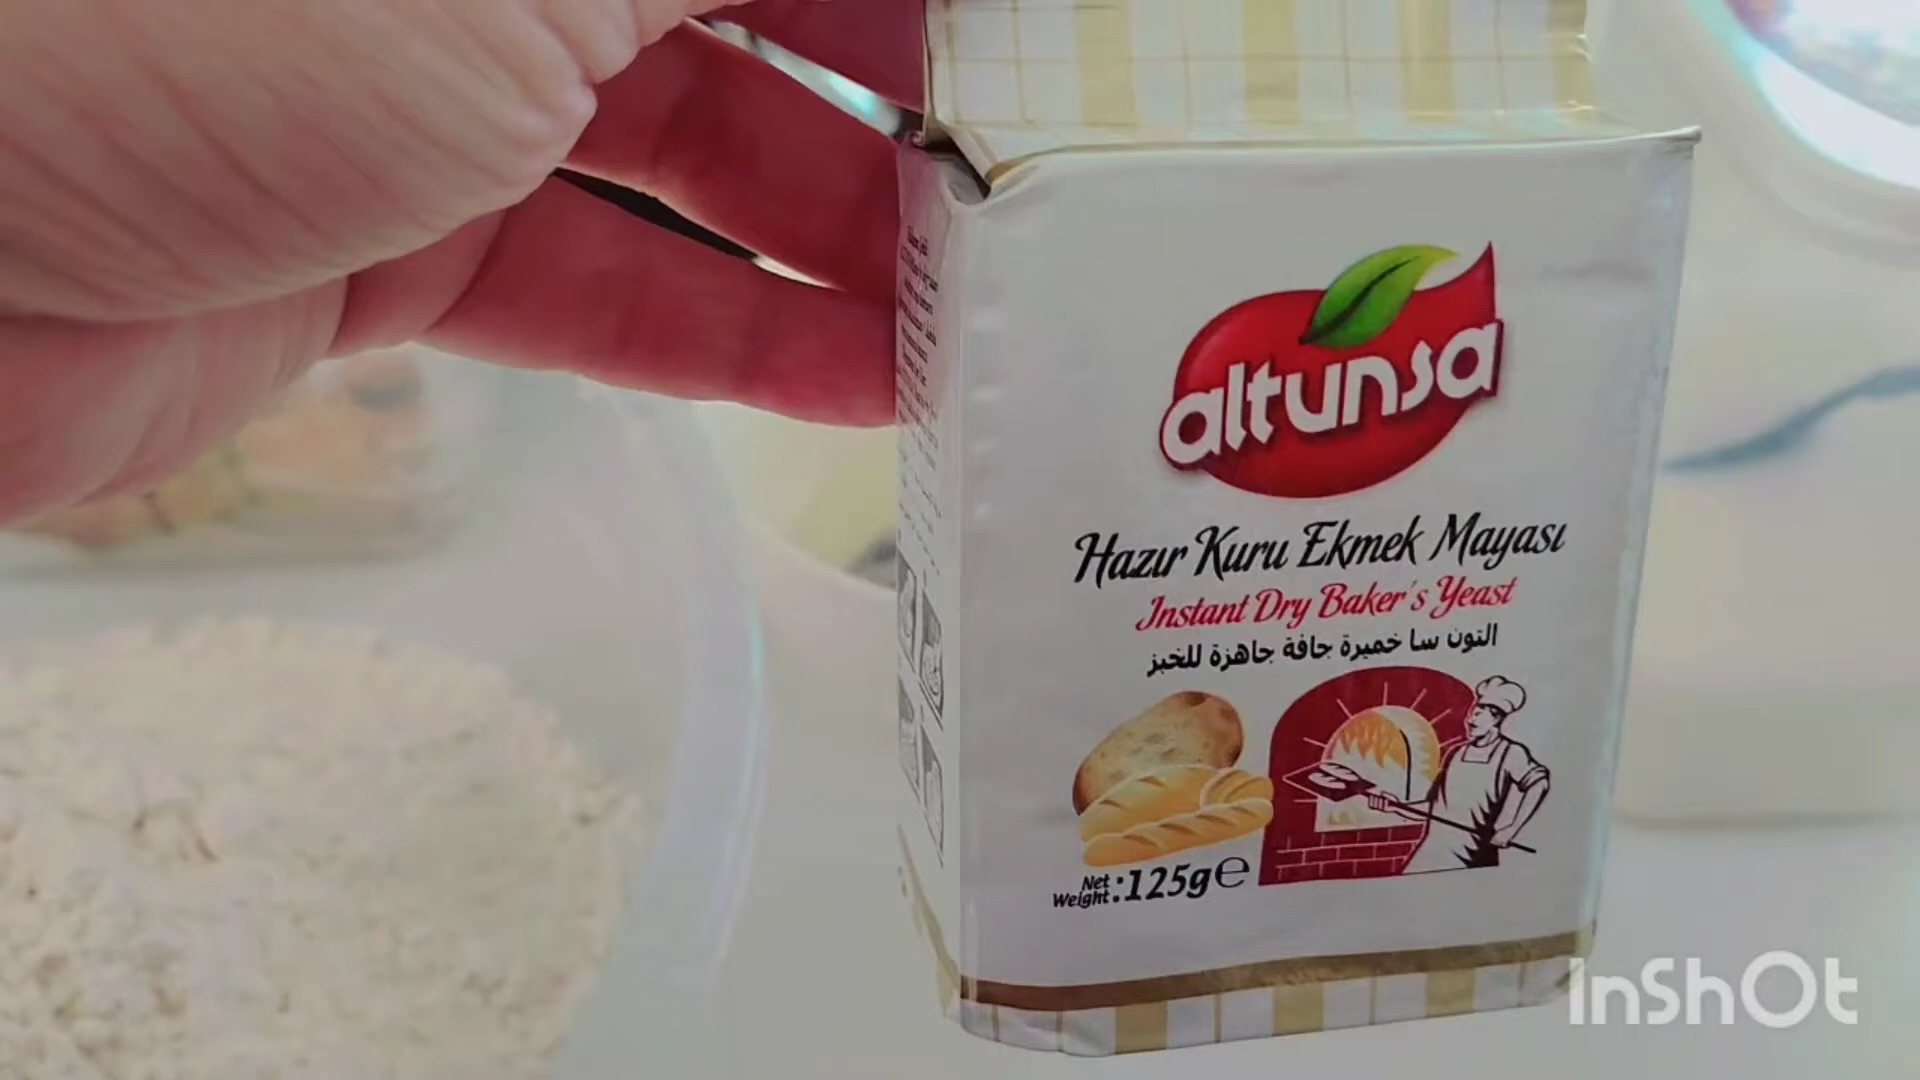 altunsa
Hazır Kuru Ekmek Mayası
Instant Dry Baker's Yeast
التون سا خميرة جافة جاهزة للخبز
Net Weight: 125g ℮
InShOt